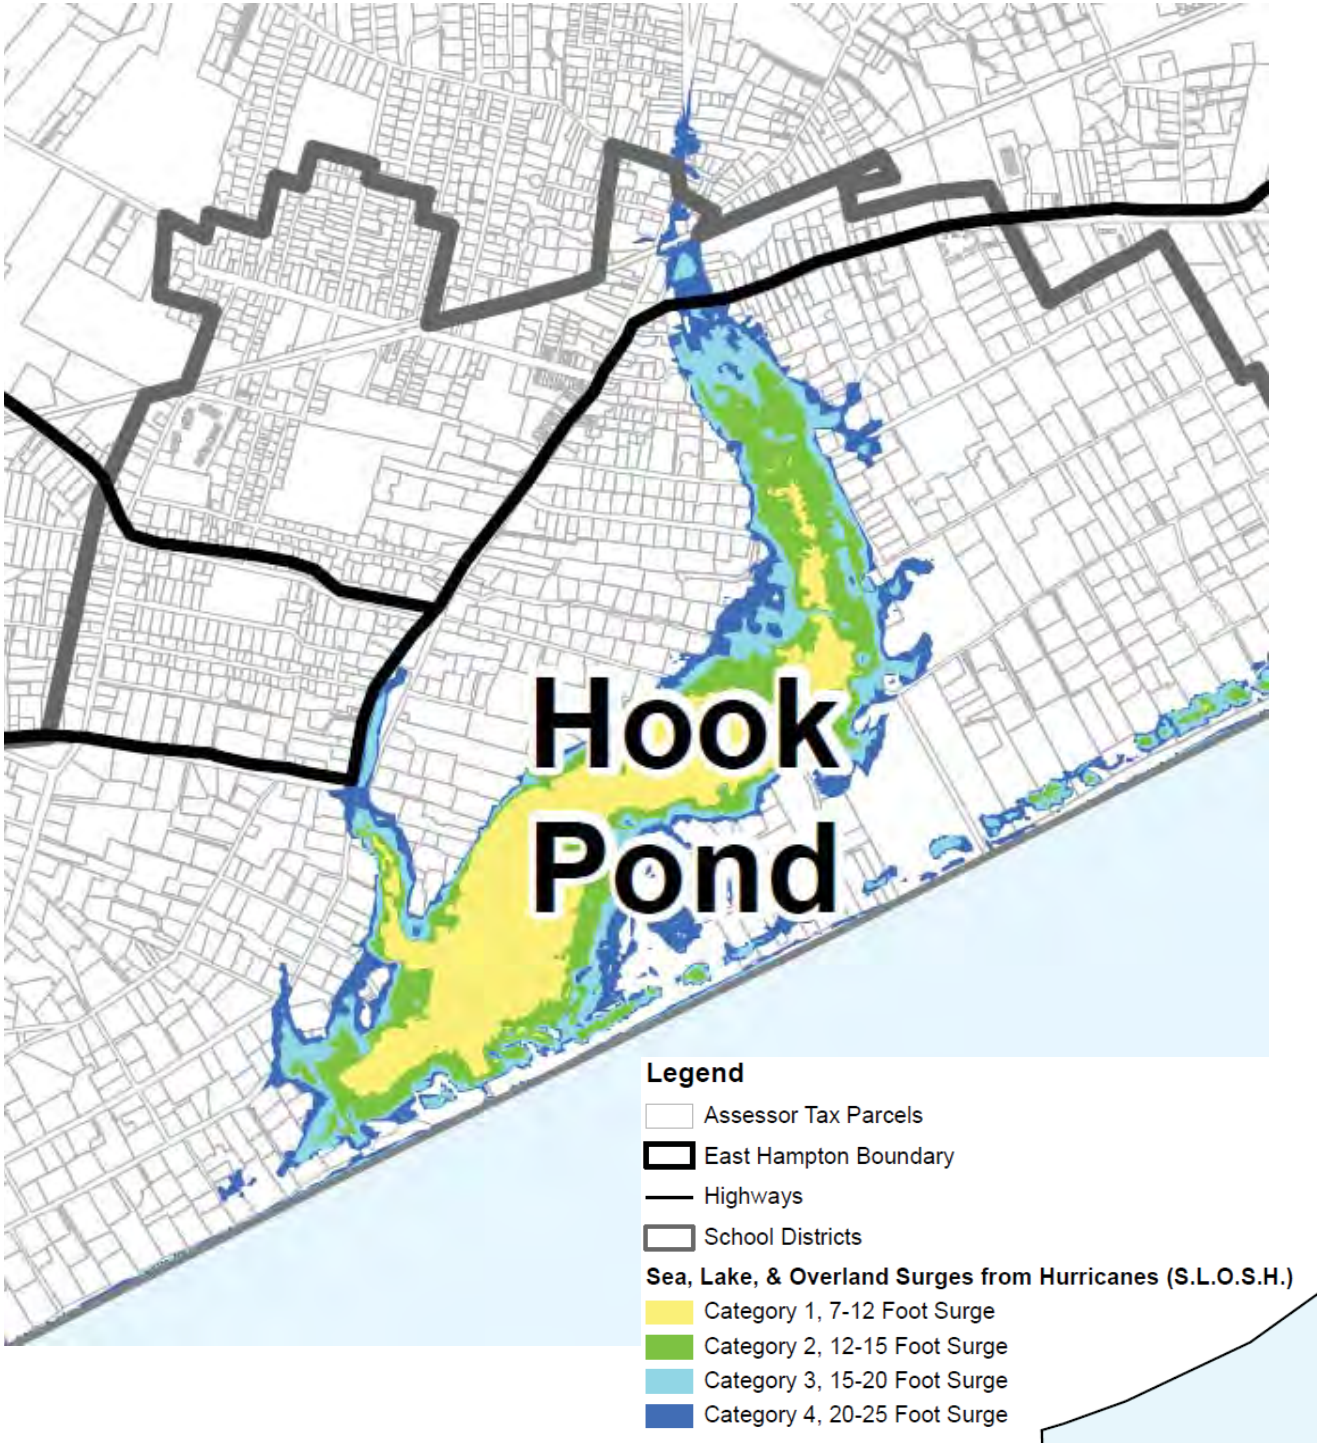 Hook
Pond
Legend
Assessor Tax Parcels
East Hampton Boundary
Highways
School Districts
Sea, Lake, & Overland Surges from Hurricanes (S.L.O.S.H.)
Category 1, 7-12 Foot Surge
Category 2, 12-15 Foot Surge
Category 3, 15-20 Foot Surge
Category 4, 20-25 Foot Surge